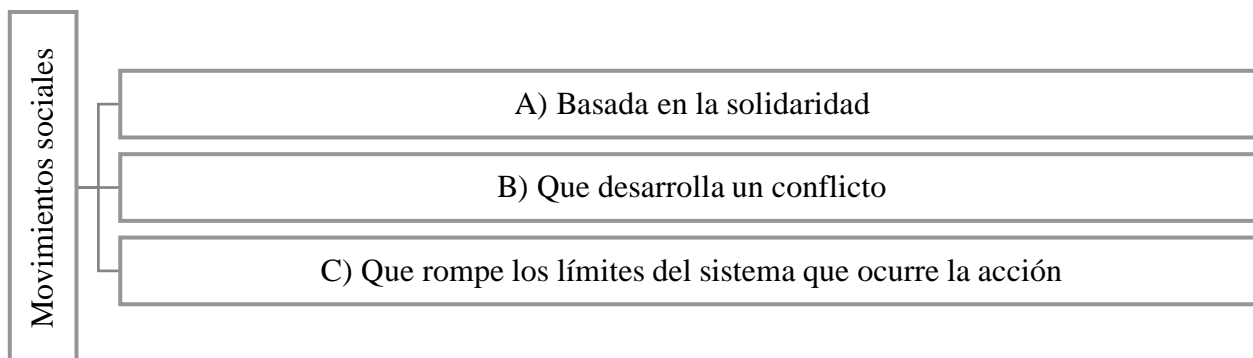 Movimientos sociales
A) Basada en la solidaridad
B) Que desarrolla un conflicto
C) Que rompe los límites del sistema que ocurre la acción